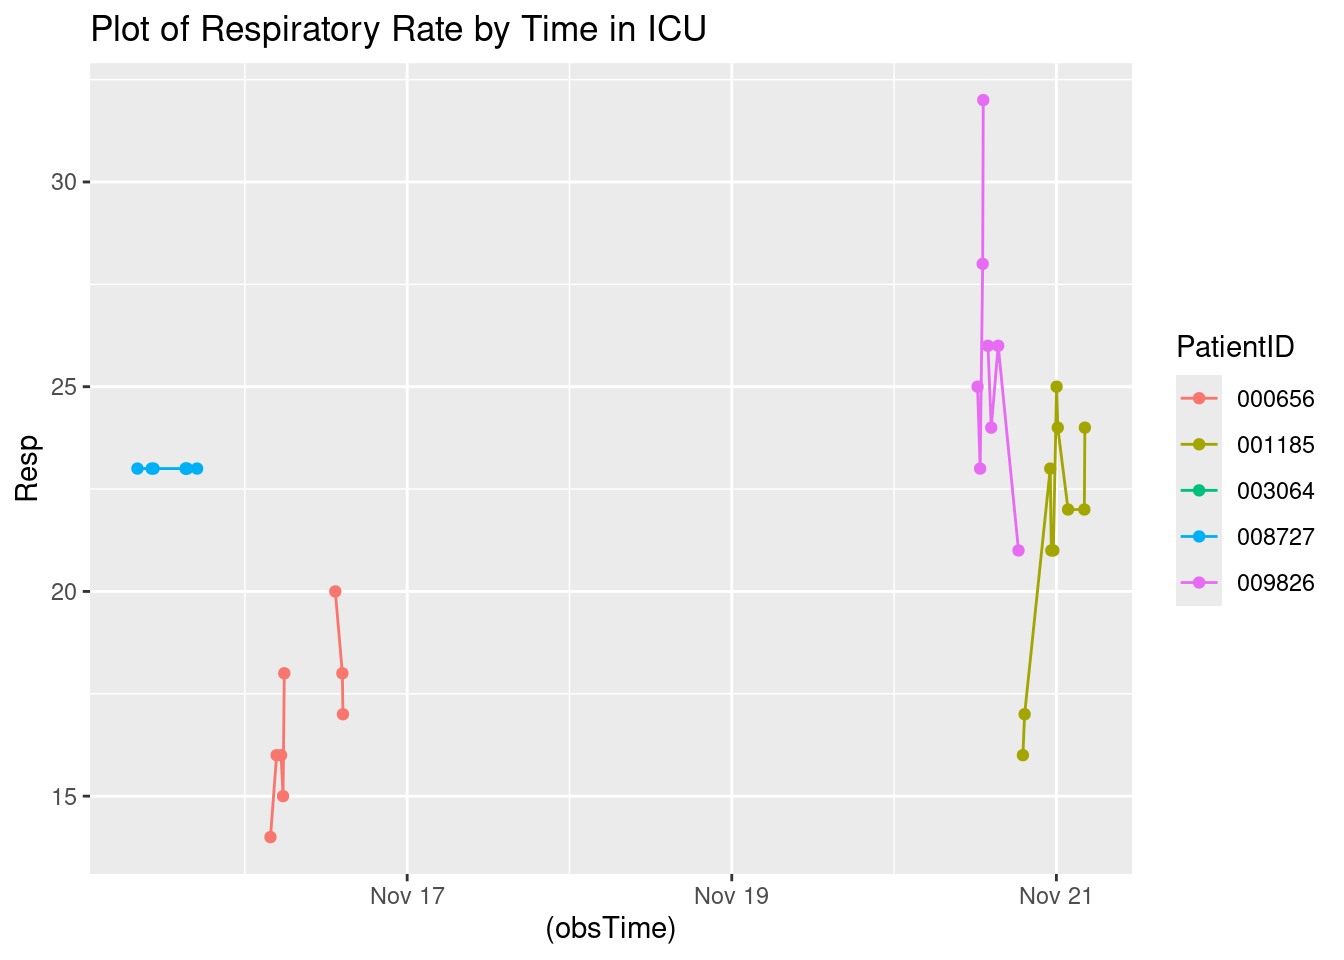 Plot of Respiratory Rate by Time in ICU
30
25
20
15
Resp
Nov 17
Nov 19
Nov 21
(obsTime)
PatientID
000656
001185
003064
008727
009826